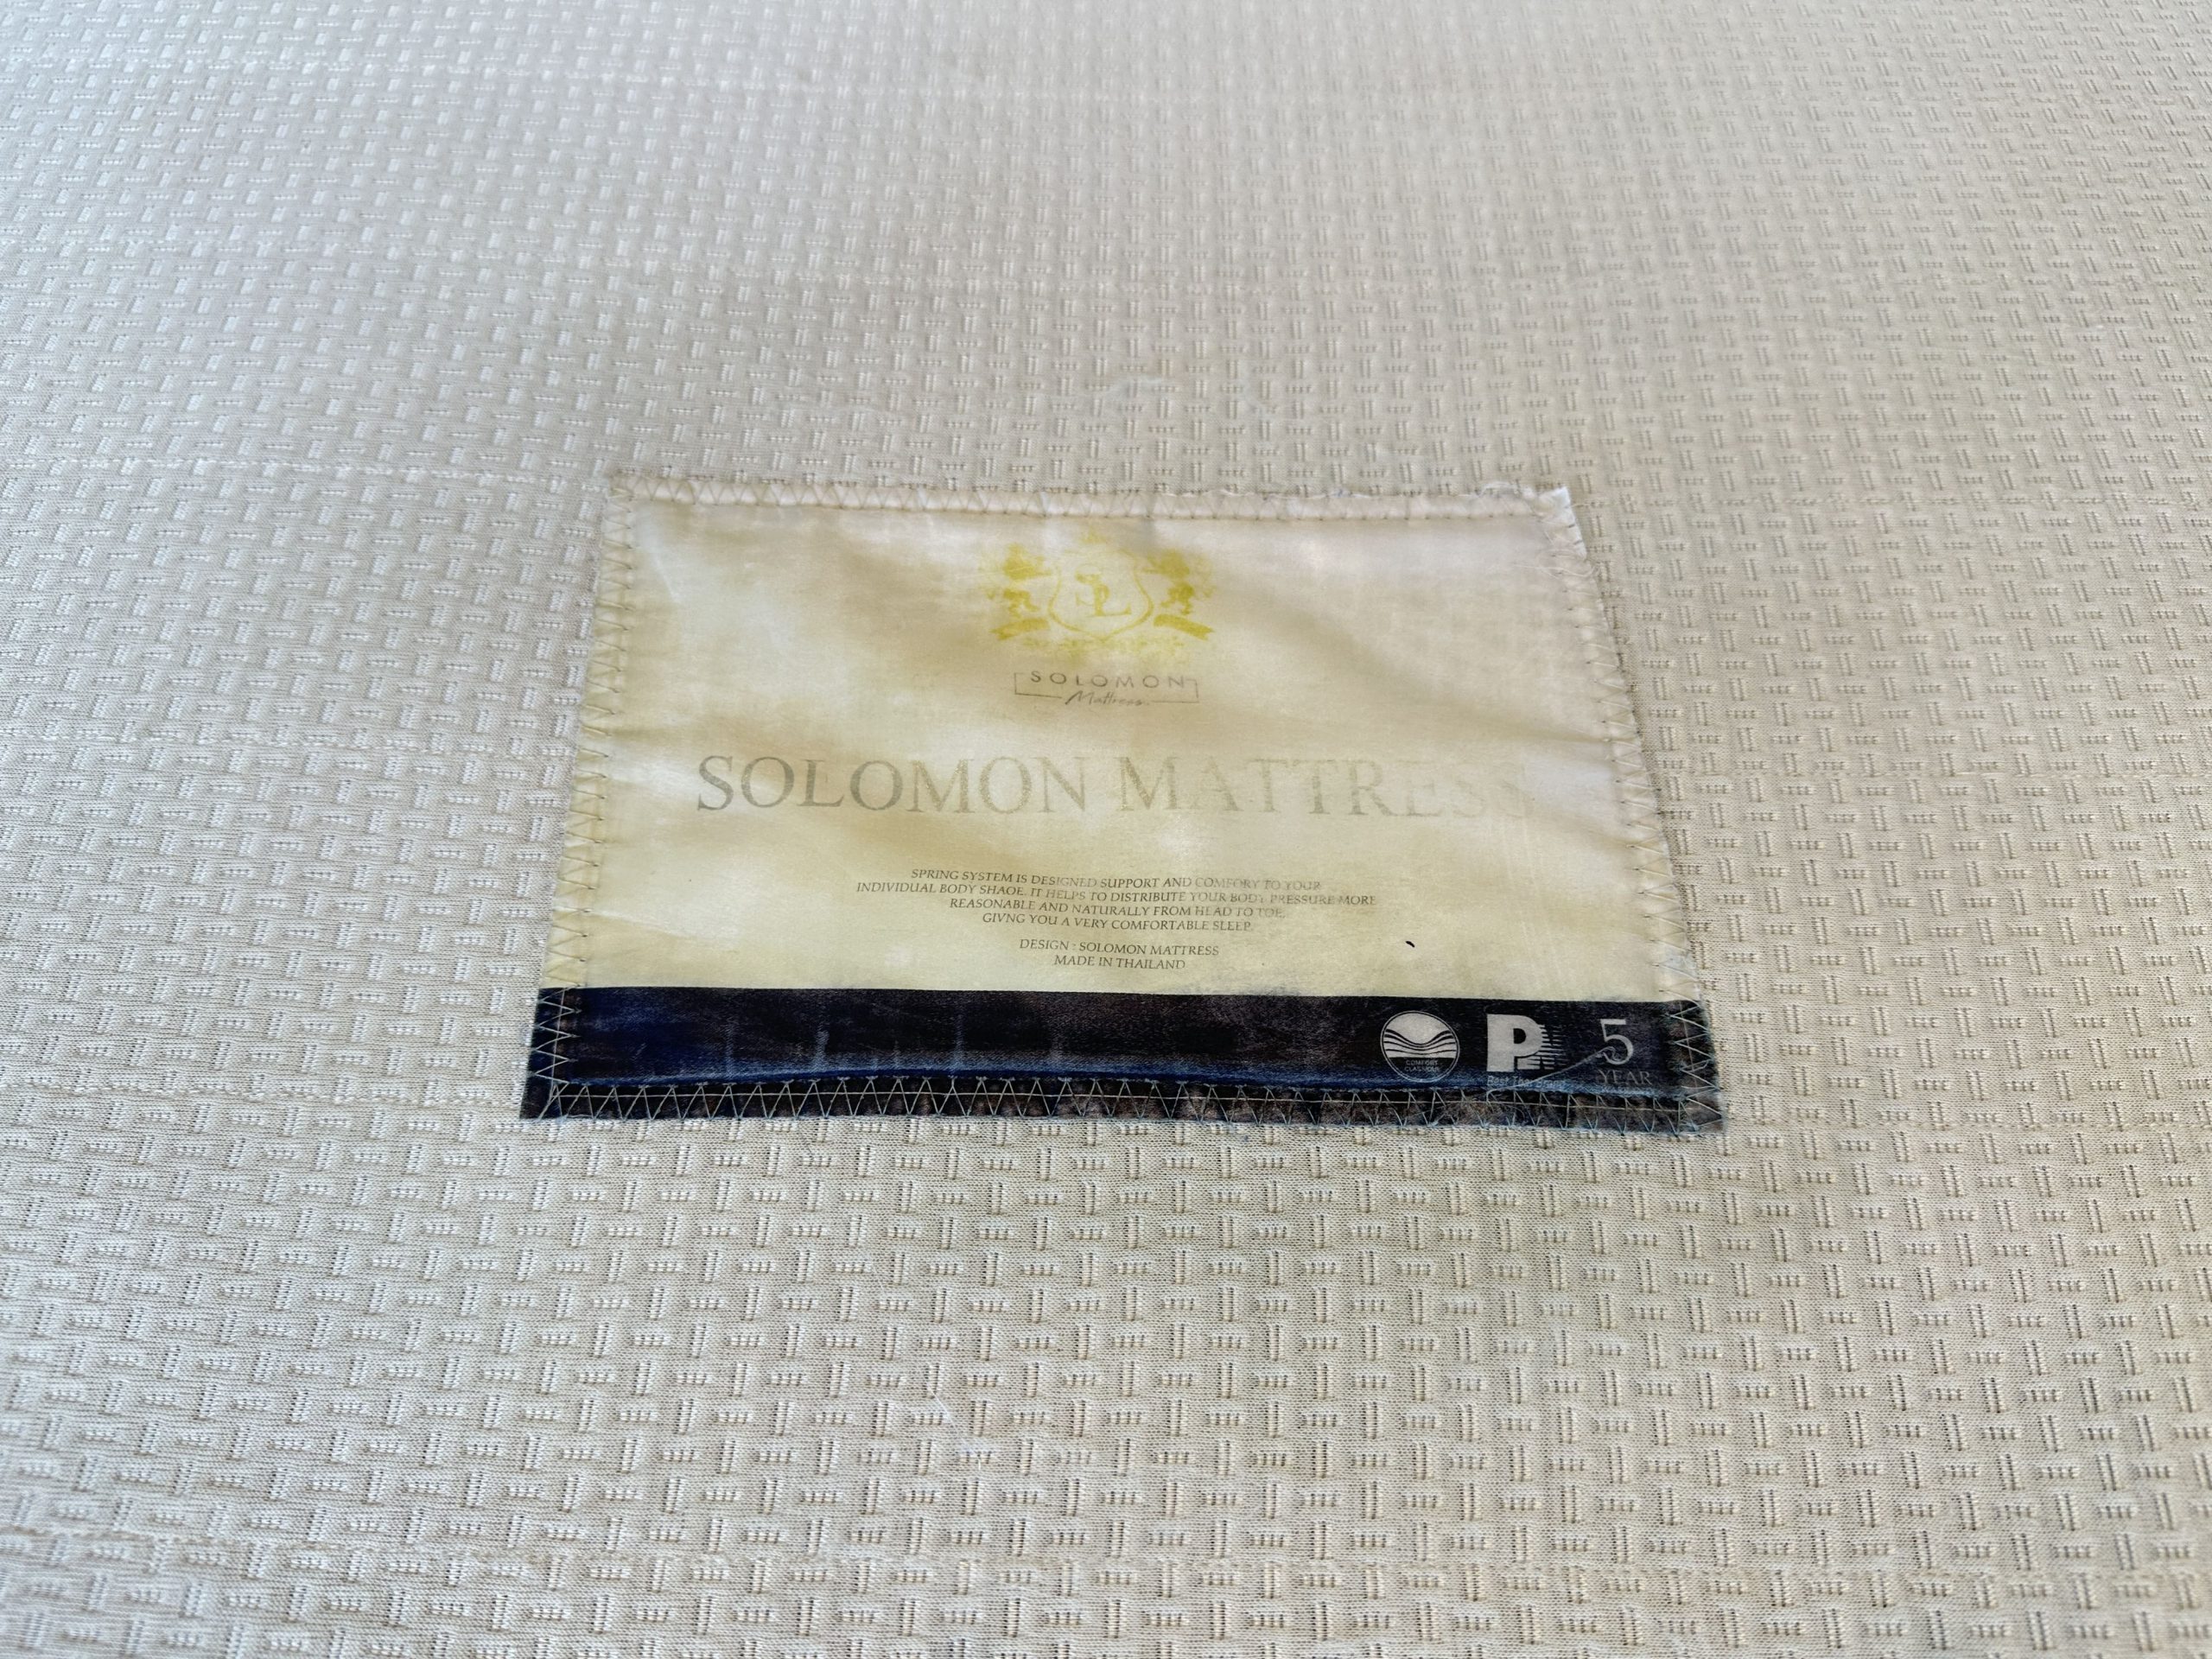 SL
SOLOMON
Mattress
SOLOMON MATTRESS
SPRING SYSTEM IS DESIGNED SUPPORT AND COMFORY TO YOUR
INDIVIDUAL BODY SHAOE. IT HELPS TO DISTRIBUTE YOUR BODY PRESSURE MORE
REASONABLE AND NATURALLY FROM HEAD TO TOE.
GIVNG YOU A VERY COMFORTABLE SLEEP.
DESIGN : SOLOMON MATTRESS
MADE IN THAILAND
COMFORT
P
5
YEAR